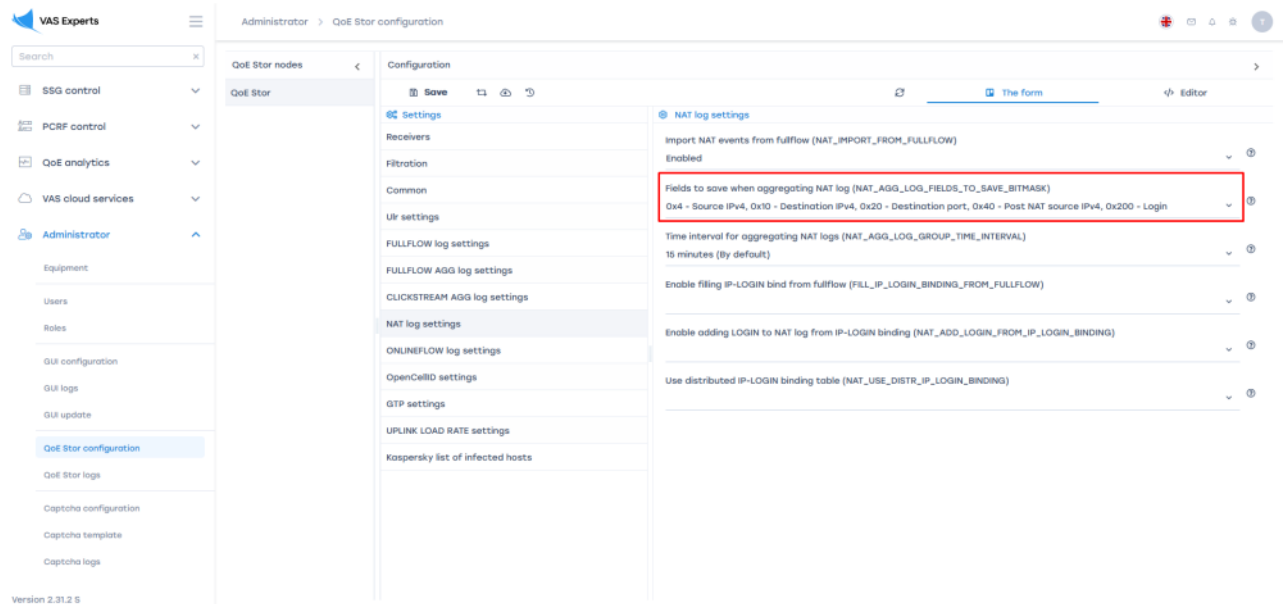 VAS Experts
Administrator > QoE Stor configuration
T
Search
SSG control
PCRF control
QoE analytics
VAS cloud services
Administrator
Equipment
Users
Roles
GUI configuration
GUI logs
GUI update
QoE Stor configuration
QoE Stor logs
Captcha configuration
Captcha template
Captcha logs
Version 2.31.2 S
QoE Stor nodes
QoE Stor
Configuration
Save
The form
</> Editor
Settings
Receivers
Filtration
Common
Ulr settings
FULLFLOW log settings
FULLFLOW AGG log settings
CLICKSTREAM AGG log settings
NAT log settings
ONLINEFLOW log settings
OpenCellID settings
GTP settings
UPLINK LOAD RATE settings
Kaspersky list of infected hosts
NAT log settings
Import NAT events from fullflow (NAT_IMPORT_FROM_FULLFLOW)
Enabled
Fields to save when aggregating NAT log (NAT_AGG_LOG_FIELDS_TO_SAVE_BITMASK)
0x4 - Source IPv4, 0x10 - Destination IPv4, 0x20 - Destination port, 0x40 - Post NAT source IPv4, 0x200 - Login
Time interval for aggregating NAT logs (NAT_AGG_LOG_GROUP_TIME_INTERVAL)
15 minutes (By default)
Enable filling IP-LOGIN bind from fullflow (FILL_IP_LOGIN_BINDING_FROM_FULLFLOW)
Enable adding LOGIN to NAT log from IP-LOGIN binding (NAT_ADD_LOGIN_FROM_IP_LOGIN_BINDING)
Use distributed IP-LOGIN binding table (NAT_USE_DISTR_IP_LOGIN_BINDING)